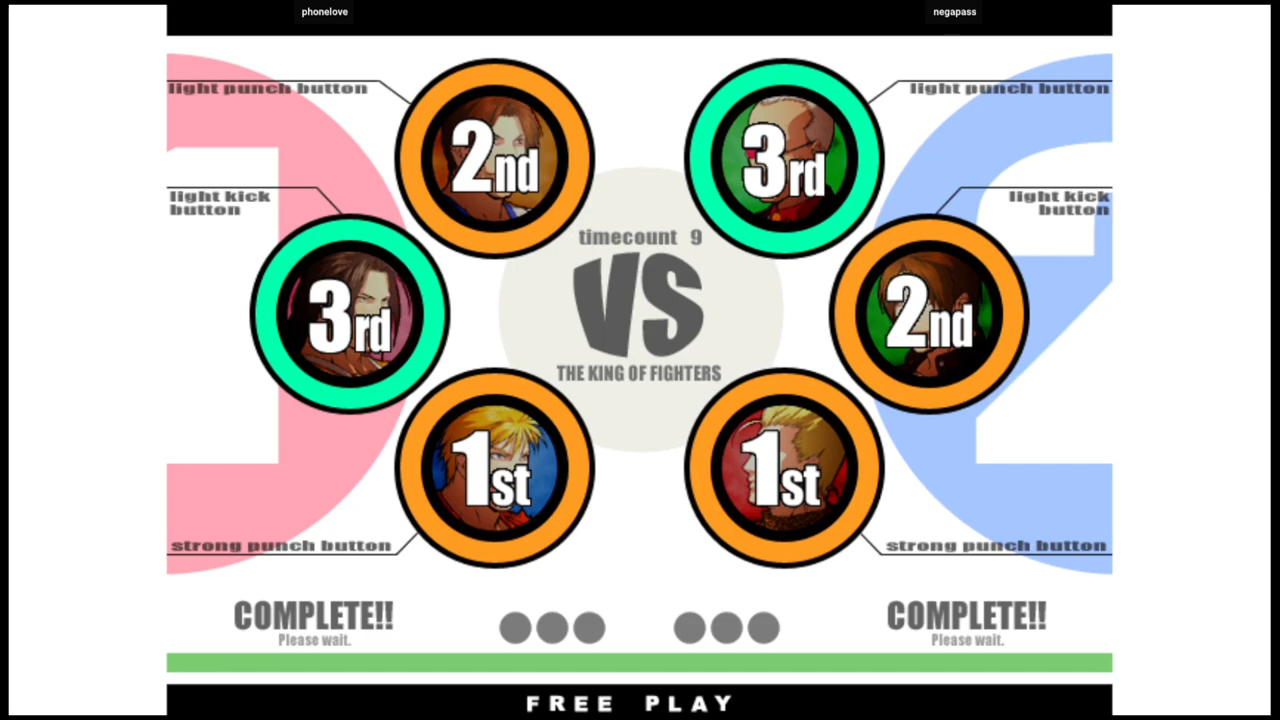 phonelove
negapass
light punch button
light punch button
2nd
3rd
light kick
button
light kick
button
timecount 9
VS
THE KING OF FIGHTERS
3rd
2nd
1st
1st
strong punch button
strong punch button
COMPLETE!!
Please wait.
COMPLETE!!
Please wait.
FREE PLAY